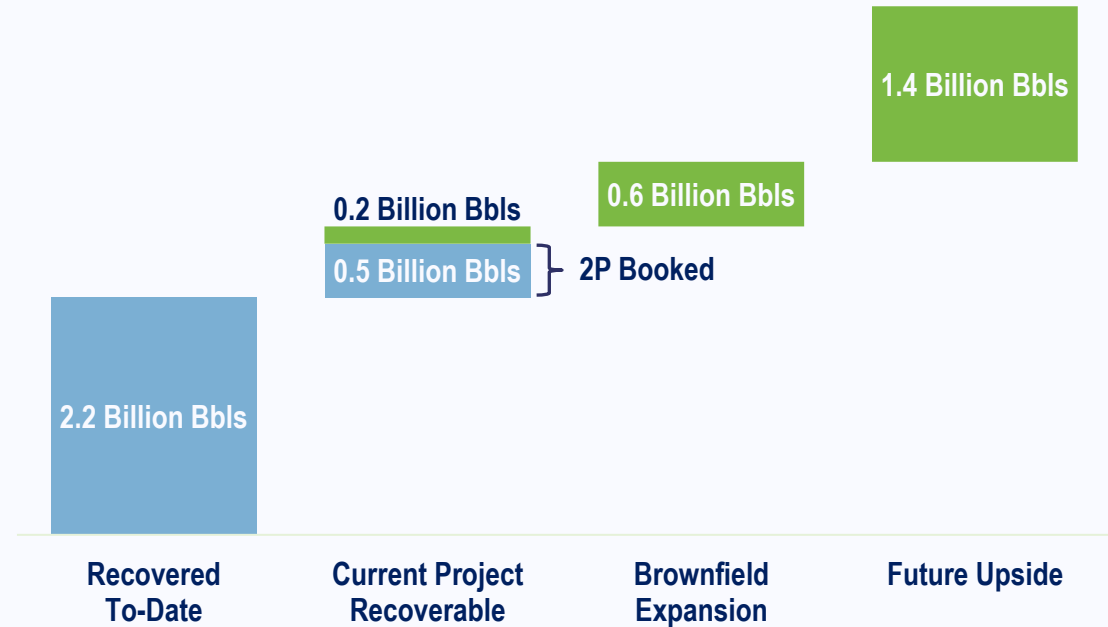 1.4 Billion Bbls
0.6 Billion Bbls
0.2 Billion Bbls
0.5 Billion Bbls
2P Booked
2.2 Billion Bbls
Recovered
To-Date
Current Project
Recoverable
Brownfield
Expansion
Future Upside